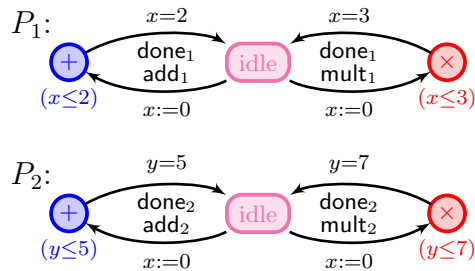 P₁:
x=2 x=3
done₁ done₁
+ idle ×
add₁ mult₁
(x≤2) (x≤3)
x:=0 x:=0
P₂:
y=5 y=7
done₂ done₂
+ idle ×
add₂ mult₂
(y≤5) (y≤7)
x:=0 x:=0